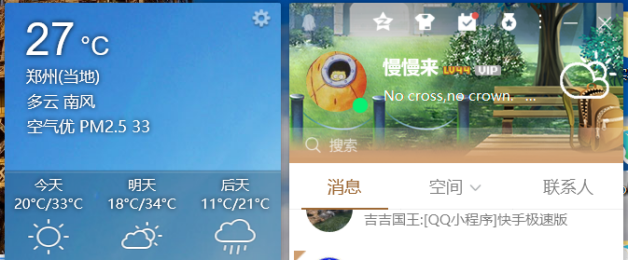 27 °C
郑州(当地)
多云 南风
空气优 PM2.5 33
今天 明天 后天
20°C/33°C 18°C/34°C 11°C/21°C
慢慢来 LV44 VIP
No cross,no crown. ...
搜索
消息 空间 联系人
吉吉国王:[QQ小程序]快手极速版